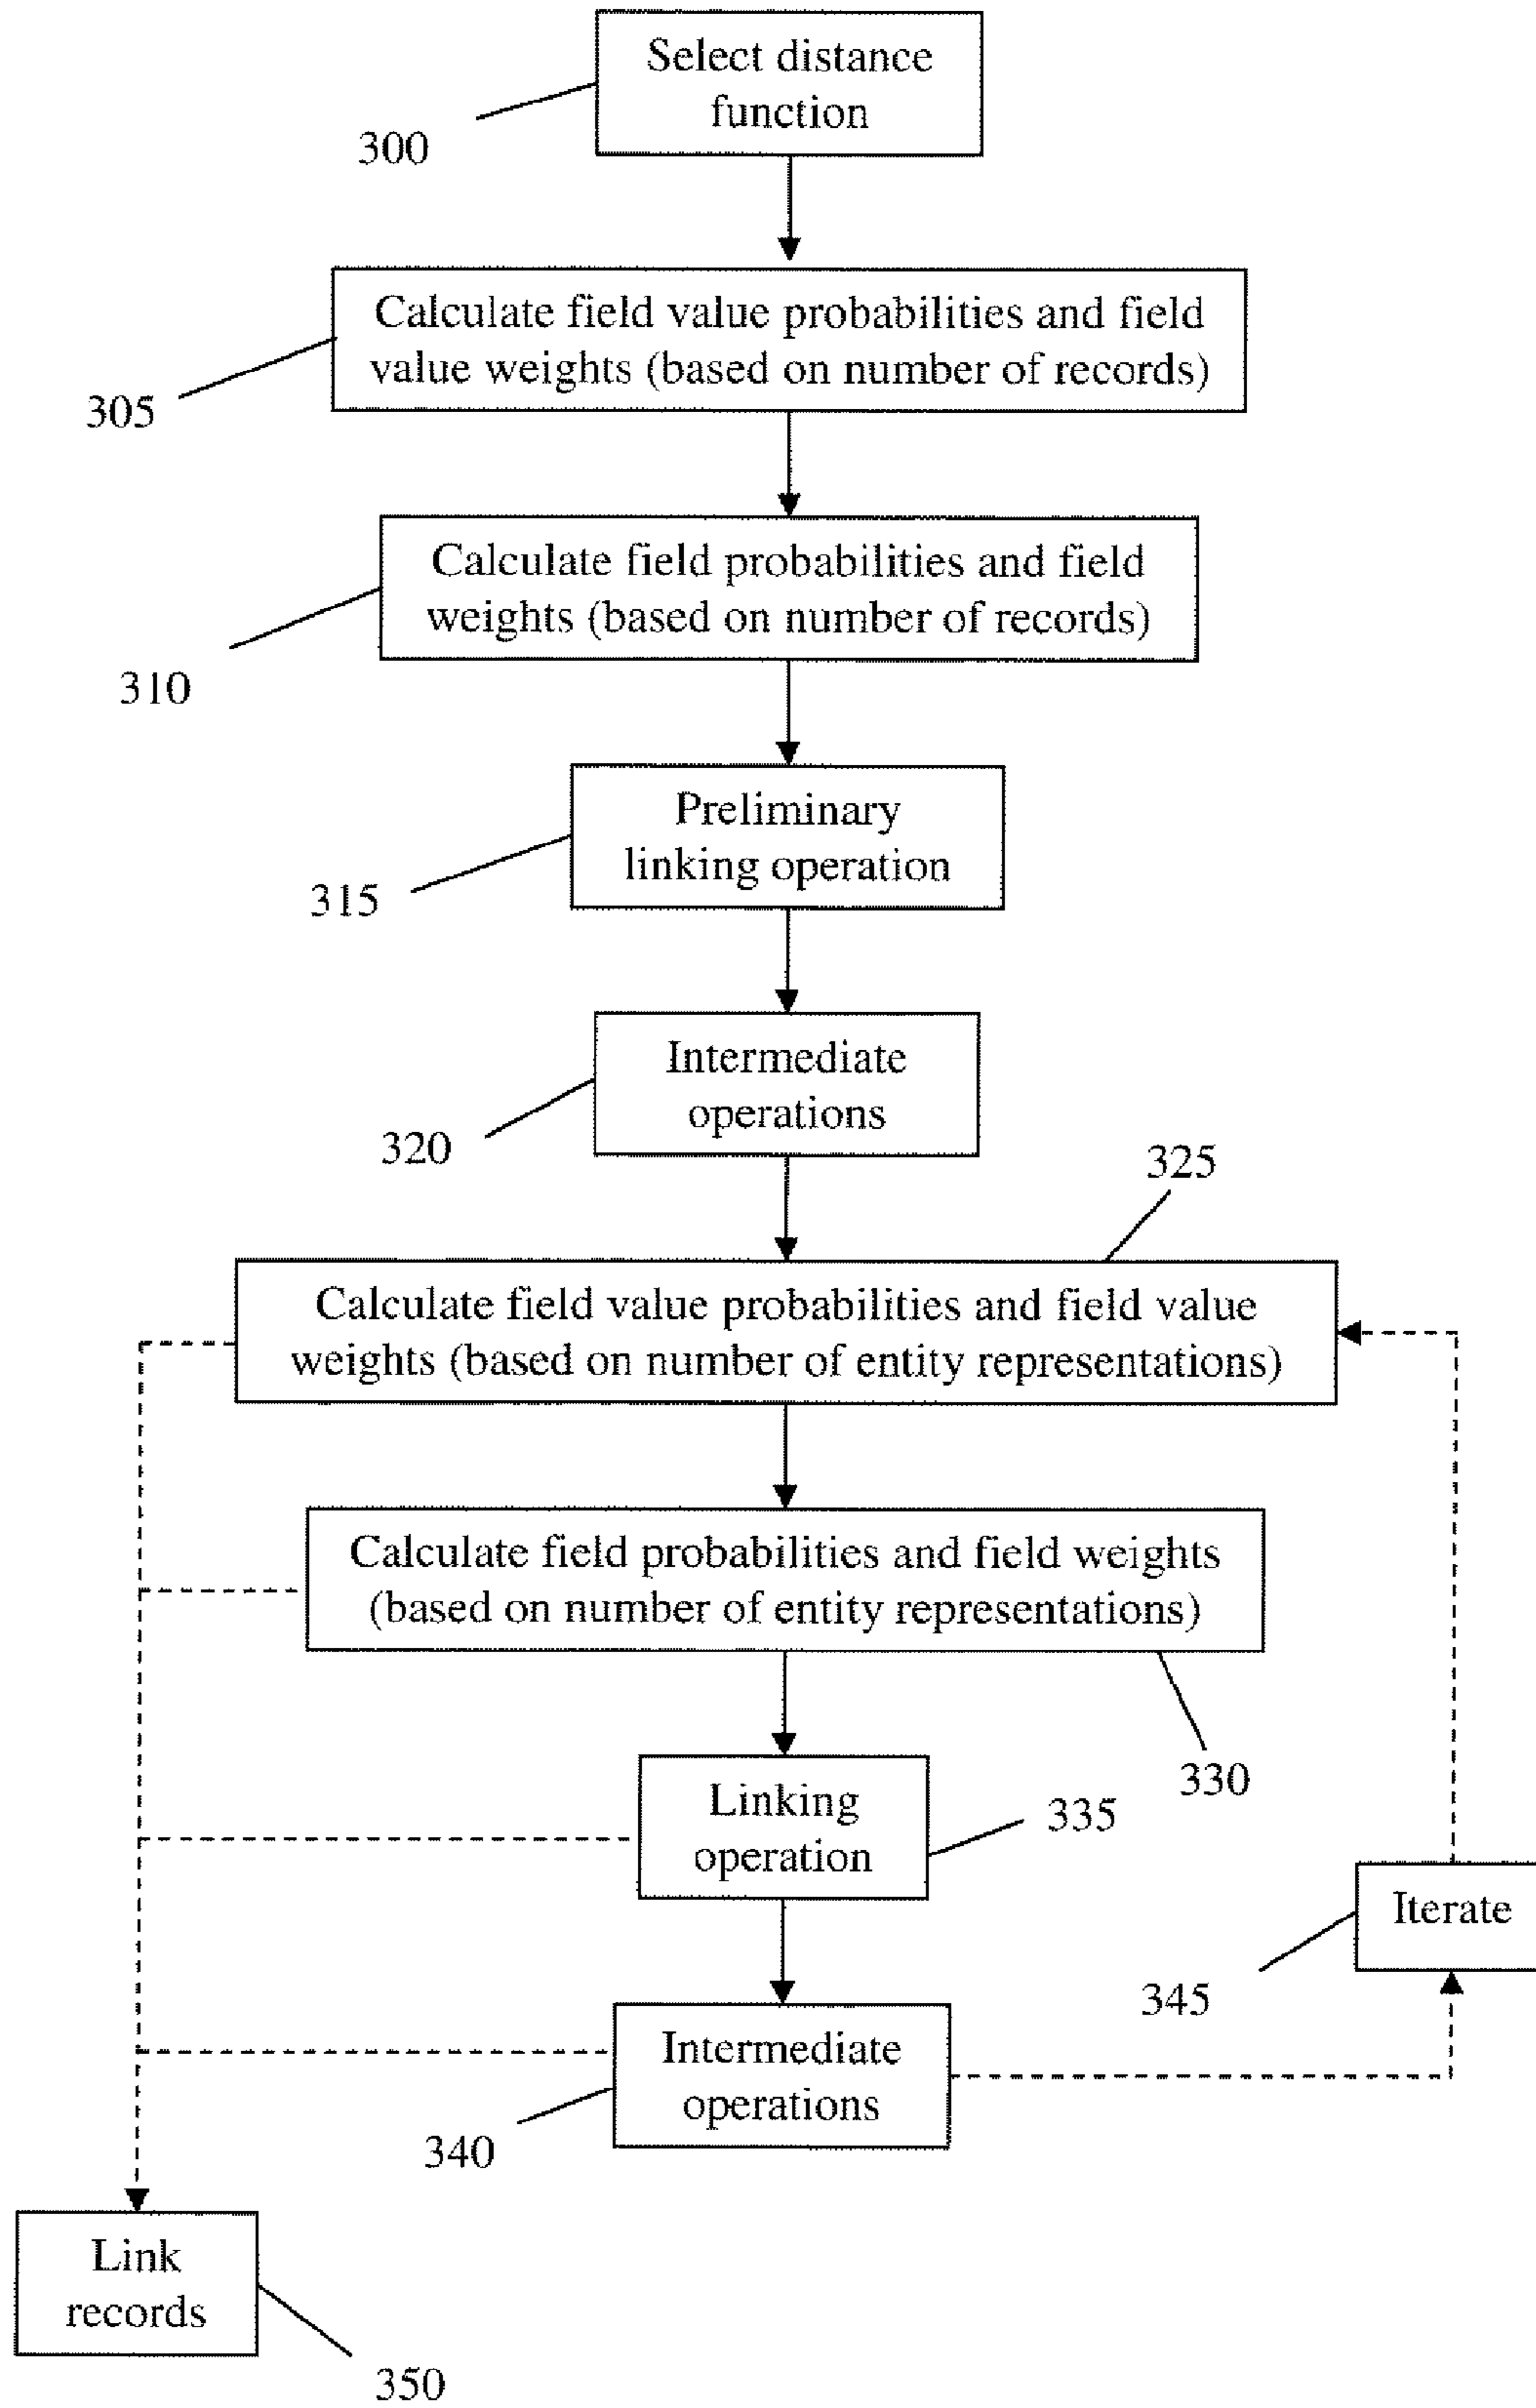 Select distance
function
300
Calculate field value probabilities and field
value weights (based on number of records)
305
Calculate field probabilities and field
weights (based on number of records)
310
Preliminary
linking operation
315
Intermediate
operations
320
325
Calculate field value probabilities and field value
weights (based on number of entity representations)
Calculate field probabilities and field weights
(based on number of entity representations)
330
Linking
operation
335
Iterate
345
Intermediate
operations
340
Link
records
350